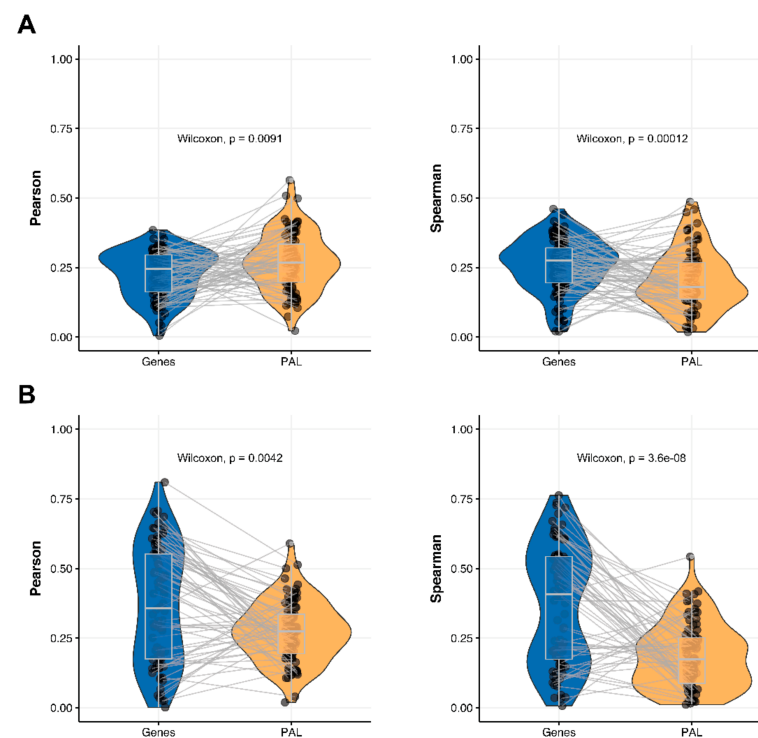 A
Pearson
1.00
0.75
0.50
0.25
0.00
Wilcoxon, p = 0.0091
Genes
PAL
Spearman
1.00
0.75
0.50
0.25
0.00
Wilcoxon, p = 0.00012
Genes
PAL
B
Pearson
1.00
0.75
0.50
0.25
0.00
Wilcoxon, p = 0.0042
Genes
PAL
Spearman
1.00
0.75
0.50
0.25
0.00
Wilcoxon, p = 3.6e-08
Genes
PAL